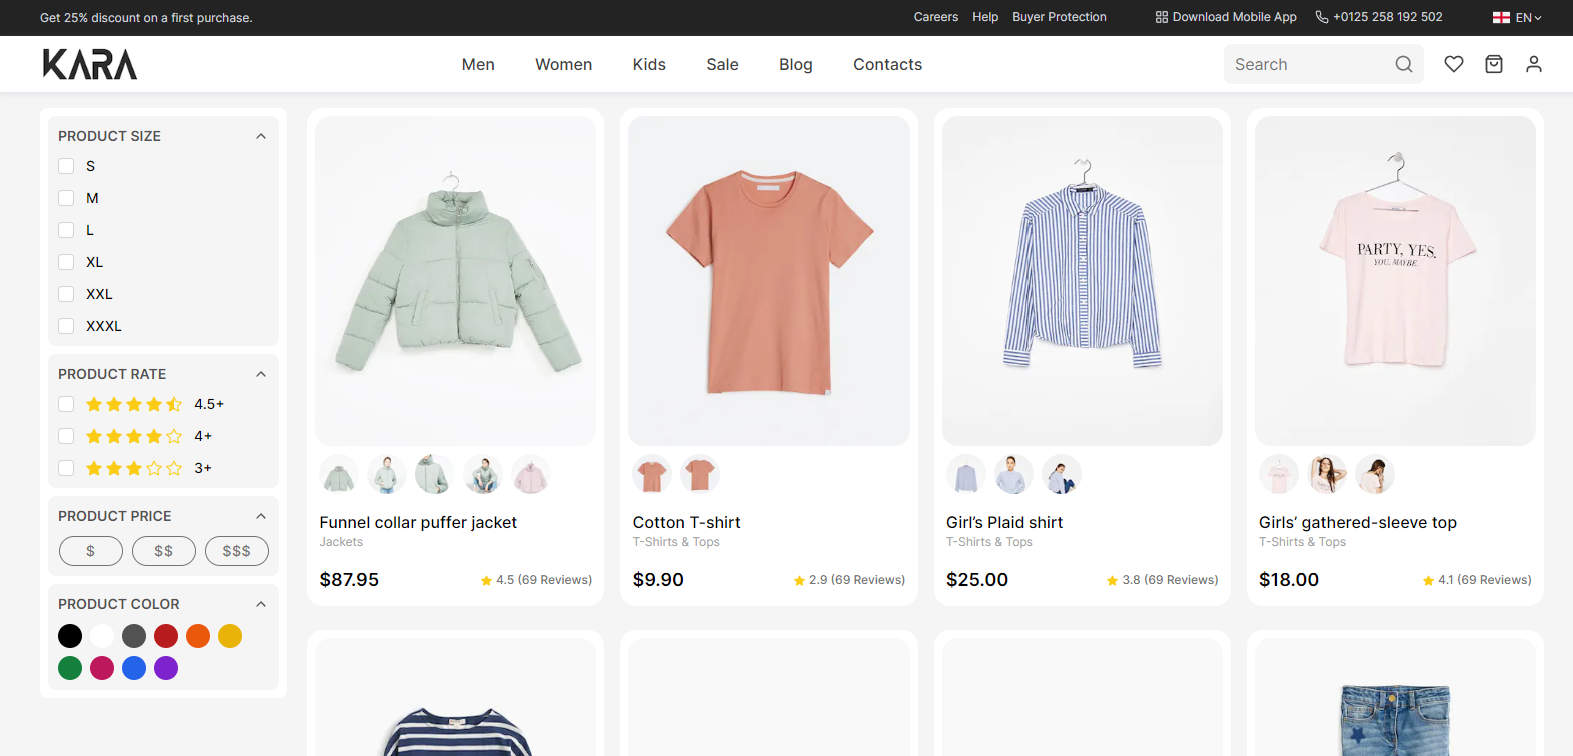 Get 25% discount on a first purchase.
Careers Help Buyer Protection Download Mobile App +0125 258 192 502 EN
KARA
Men Women Kids Sale Blog Contacts Search
PRODUCT SIZE
S
M
L
XL
XXL
XXXL
PRODUCT RATE
4.5+
4+
3+
PRODUCT PRICE
$ $$ $$$
PRODUCT COLOR
PARTY, YES.
YOU, MAYBE.
Funnel collar puffer jacket
Jackets
$87.95 4.5 (69 Reviews)
Cotton T-shirt
T-Shirts & Tops
$9.90 2.9 (69 Reviews)
Girl’s Plaid shirt
T-Shirts & Tops
$25.00 3.8 (69 Reviews)
Girls’ gathered-sleeve top
T-Shirts & Tops
$18.00 4.1 (69 Reviews)